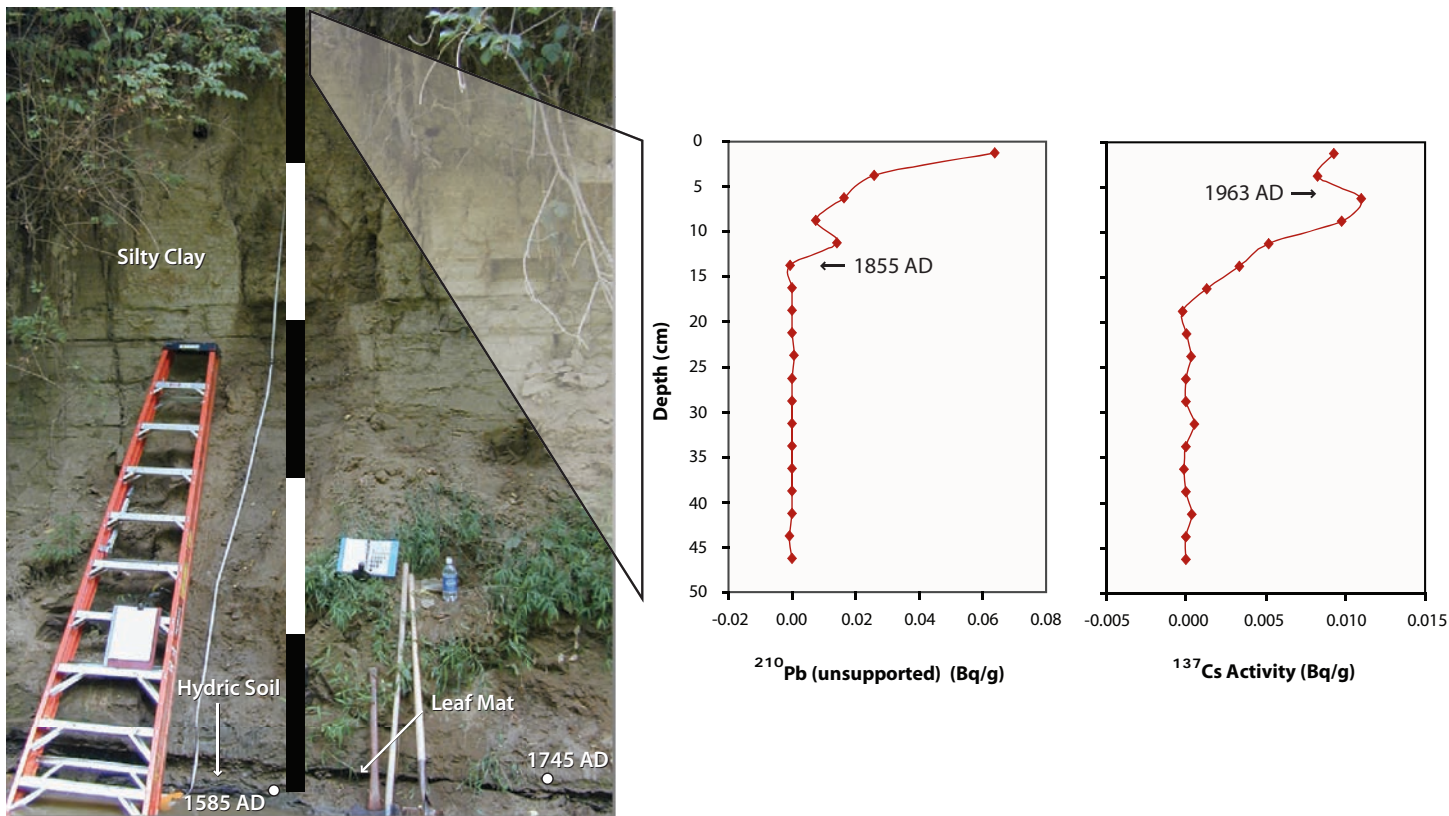 Silty Clay
Hydric Soil
Leaf Mat
1745 AD
1585 AD
Depth (cm)
0
5
10
15
20
25
30
35
40
45
50
1855 AD
-0.02 0.00 0.02 0.04 0.06 0.08
²¹⁰Pb (unsupported) (Bq/g)
1963 AD
-0.005 0.000 0.005 0.010 0.015
¹³⁷Cs Activity (Bq/g)